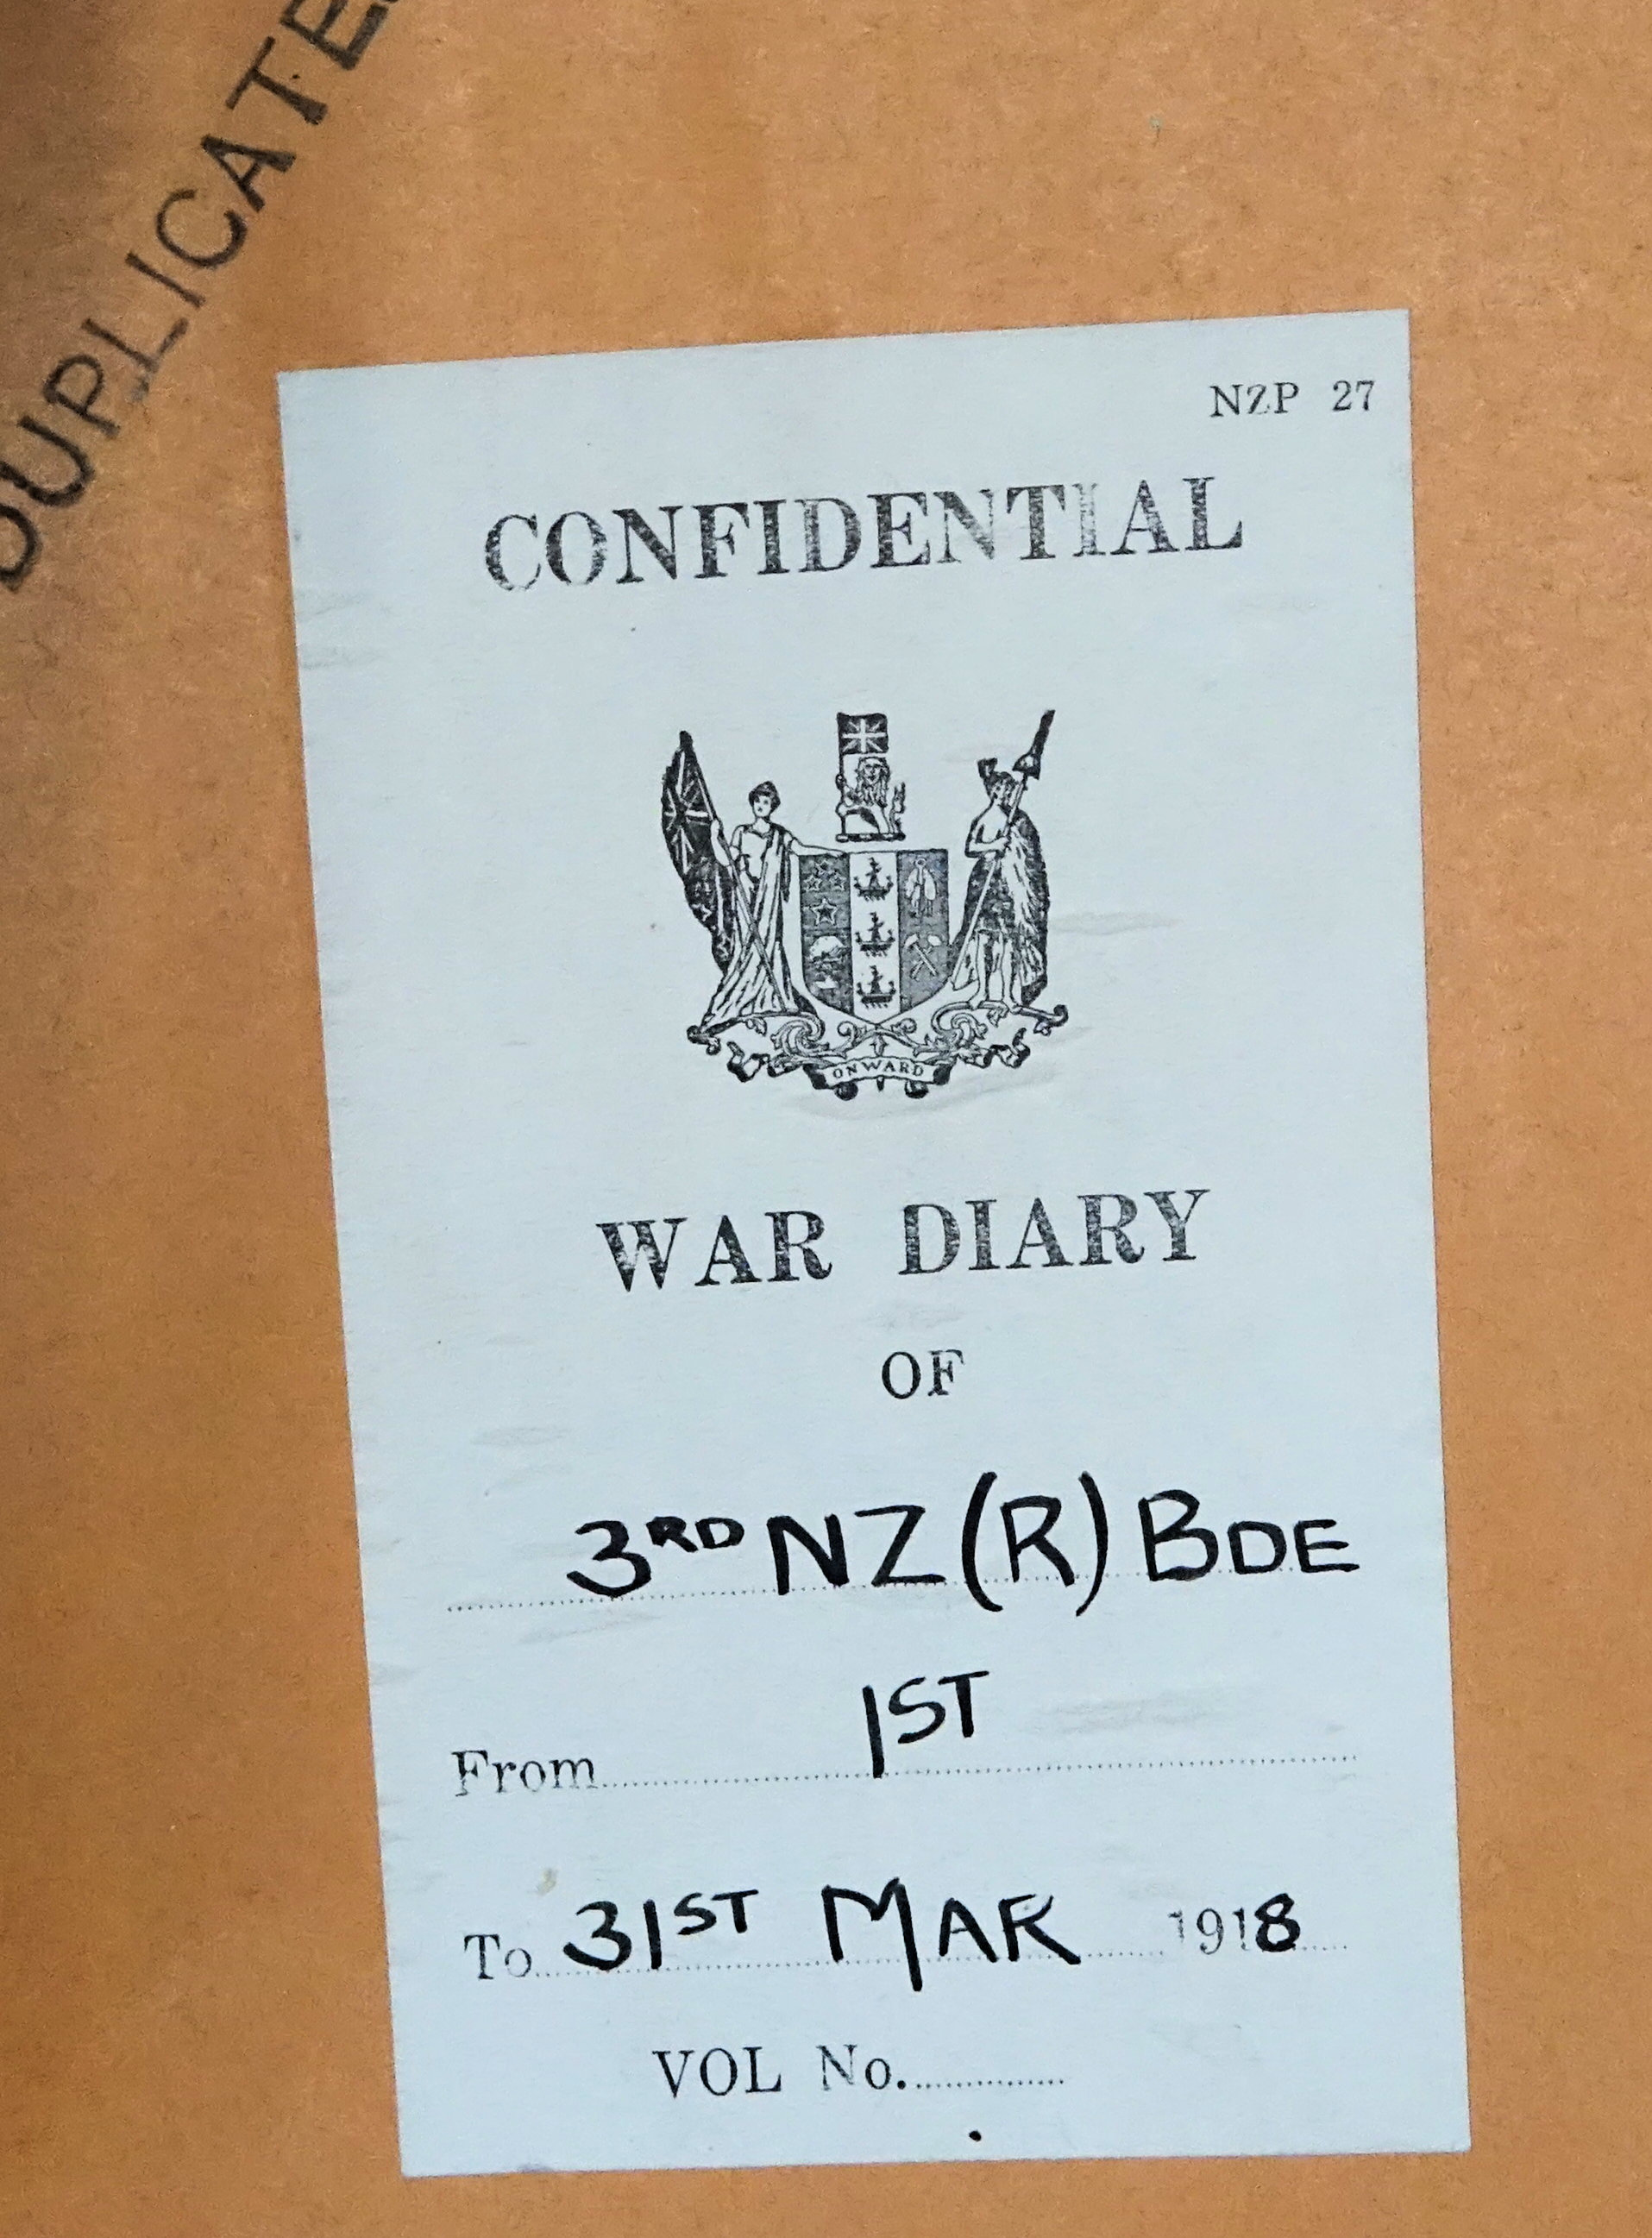 DUPLICATE
NZP 27
CONFIDENTIAL
ONWARD
WAR DIARY
OF
3RD NZ (R) BDE
From 1ST
To 31ST MAR 1918
VOL No.